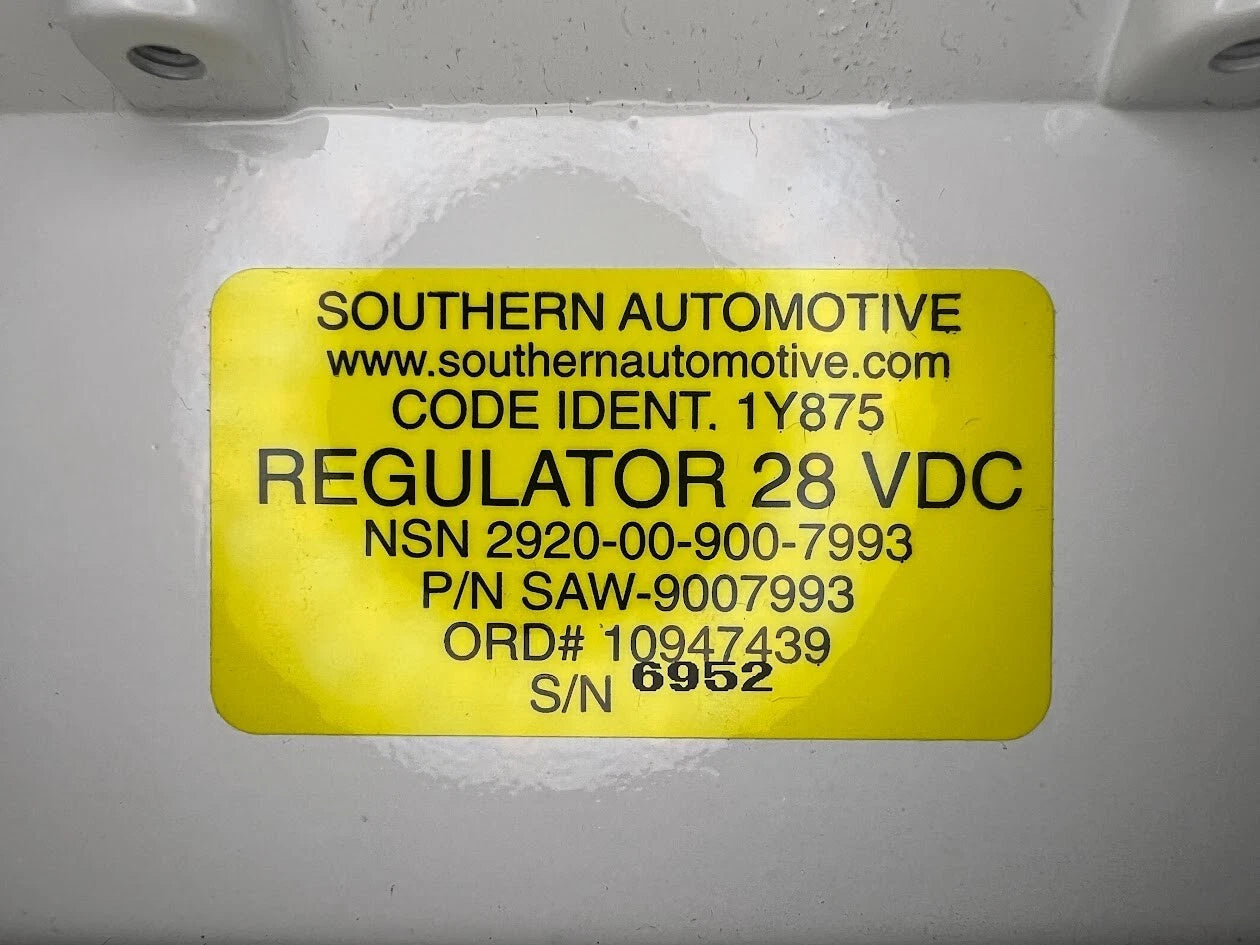 SOUTHERN AUTOMOTIVE
www.southernautomotive.com
CODE IDENT. 1Y875
REGULATOR 28 VDC
NSN 2920-00-900-7993
P/N SAW-9007993
ORD# 10947439
S/N 6952